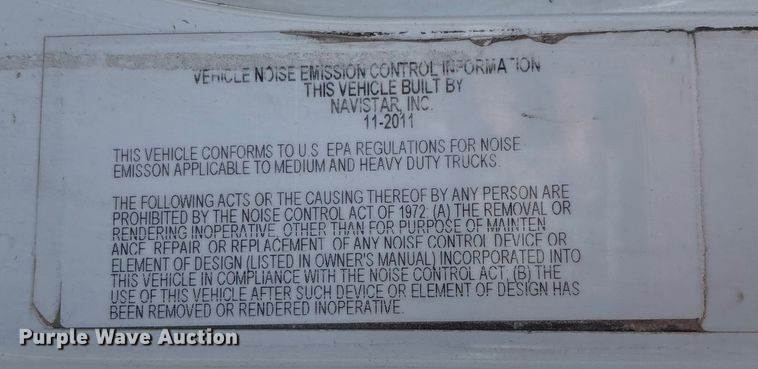 VEHICLE NOISE EMISSION CONTROL INFORMATION
THIS VEHICLE BUILT BY
NAVISTAR, INC.
11-2011
THIS VEHICLE CONFORMS TO U.S. EPA REGULATIONS FOR NOISE
EMISSON APPLICABLE TO MEDIUM AND HEAVY DUTY TRUCKS.
THE FOLLOWING ACTS OR THE CAUSING THEREOF BY ANY PERSON ARE
PROHIBITED BY THE NOISE CONTROL ACT OF 1972: (A) THE REMOVAL OR
RENDERING INOPERATIVE, OTHER THAN FOR PURPOSE OF MAINTEN
ANCE, REPAIR, OR REPLACEMENT, OF ANY NOISE CONTROL DEVICE OR
ELEMENT OF DESIGN (LISTED IN OWNER'S MANUAL) INCORPORATED INTO
THIS VEHICLE IN COMPLIANCE WITH THE NOISE CONTROL ACT, (B) THE
USE OF THIS VEHICLE AFTER SUCH DEVICE OR ELEMENT OF DESIGN HAS
BEEN REMOVED OR RENDERED INOPERATIVE.
Purple Wave Auction